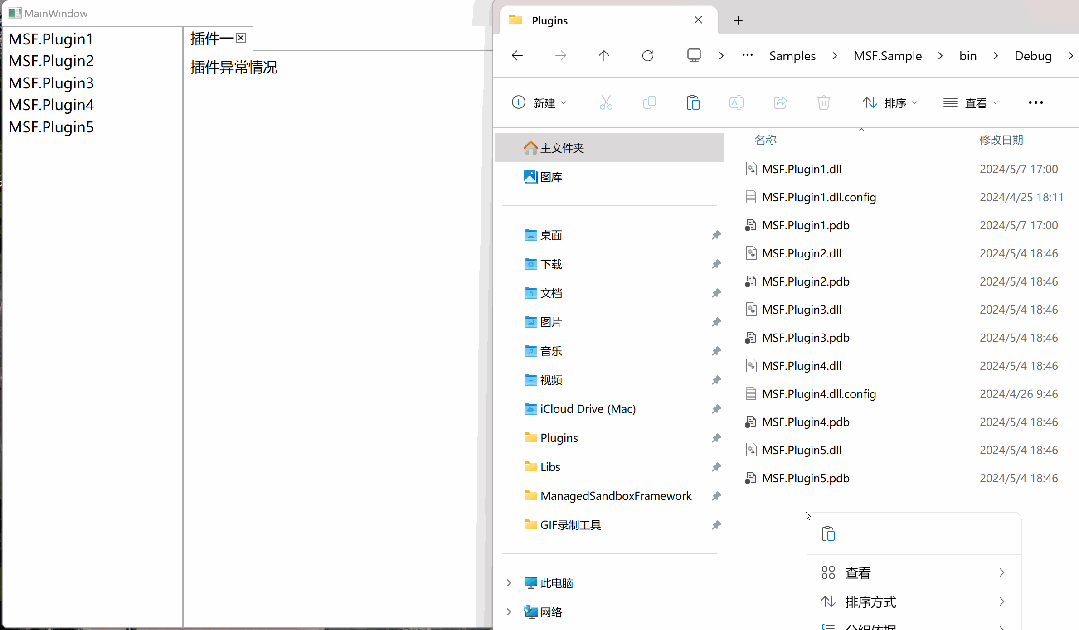 MainWindow
MSF.Plugin1
MSF.Plugin2
MSF.Plugin3
MSF.Plugin4
MSF.Plugin5
插件一
插件异常情况
Plugins
··· Samples > MSF.Sample > bin > Debug >
新建 排序 查看 ···
主文件夹
图库
桌面
下载
文档
图片
音乐
视频
iCloud Drive (Mac)
Plugins
Libs
ManagedSandboxFramework
GIF录制工具
此电脑
网络
名称 修改日期
MSF.Plugin1.dll 2024/5/7 17:00
MSF.Plugin1.dll.config 2024/4/25 18:11
MSF.Plugin1.pdb 2024/5/7 17:00
MSF.Plugin2.dll 2024/5/4 18:46
MSF.Plugin2.pdb 2024/5/4 18:46
MSF.Plugin3.dll 2024/5/4 18:46
MSF.Plugin3.pdb 2024/5/4 18:46
MSF.Plugin4.dll 2024/5/4 18:46
MSF.Plugin4.dll.config 2024/4/26 9:46
MSF.Plugin4.pdb 2024/5/4 18:46
MSF.Plugin5.dll 2024/5/4 18:46
MSF.Plugin5.pdb 2024/5/4 18:46
查看
排序方式
分组依据